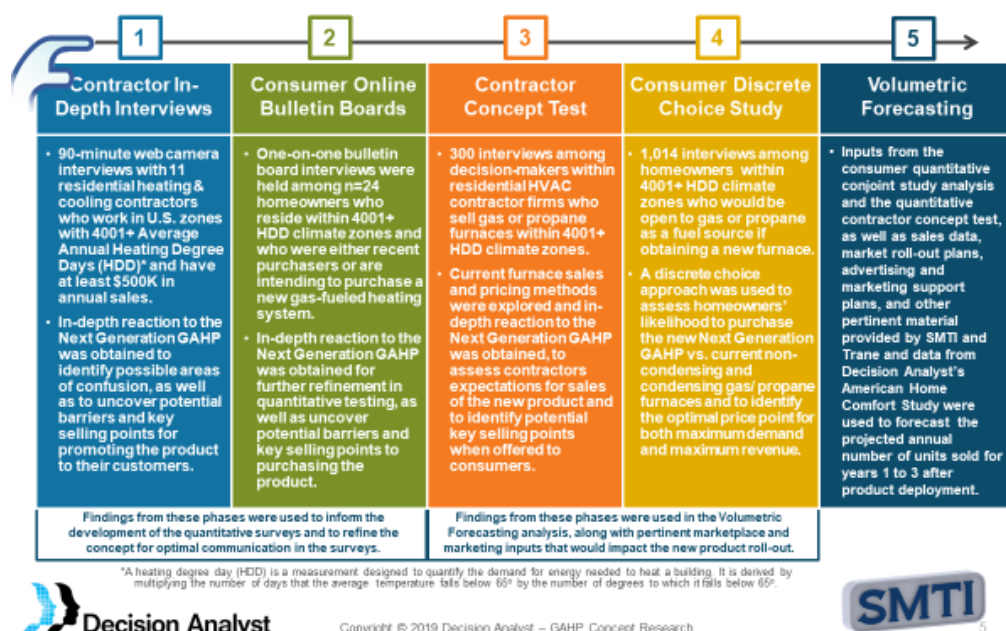 1
2
3
4
5
Contractor In-
Depth Interviews
• 90-minute web camera
interviews with 11
residential heating &
cooling contractors
who work in U.S. zones
with 4001+ Average
Annual Heating Degree
Days (HDD)* and have
at least $500K in
annual sales.
• In-depth reaction to the
Next Generation GAHP
was obtained to
identify possible areas
of confusion, as well
as to uncover potential
barriers and key
selling points for
promoting the product
to their customers.
Consumer Online
Bulletin Boards
• One-on-one bulletin
board interviews were
held among n=24
homeowners who
reside within 4001+
HDD climate zones and
who were either recent
purchasers or are
intending to purchase a
new gas-fueled heating
system.
• In-depth reaction to the
Next Generation GAHP
was obtained for
further refinement in
quantitative testing, as
well as uncover
potential barriers and
key selling points to
purchasing the
product.
Contractor
Concept Test
• 300 interviews among
decision-makers within
residential HVAC
contractor firms who
sell gas or propane
furnaces within 4001+
HDD climate zones.
• Current furnace sales
and pricing methods
were explored and in-
depth reaction to the
Next Generation GAHP
was obtained, to
assess contractors
expectations for sales
of the new product and
to identify potential
key selling points
when offered to
consumers.
Consumer Discrete
Choice Study
• 1,014 interviews among
homeowners within
4001+ HDD climate
zones who would be
open to gas or propane
as a fuel source if
obtaining a new furnace.
• A discrete choice
approach was used to
assess homeowners'
likelihood to purchase
the new Next Generation
GAHP vs. current non-
condensing and
condensing gas/ propane
furnaces and to identify
the optimal price point for
both maximum demand
and maximum revenue.
Volumetric
Forecasting
• Inputs from the
consumer quantitative
conjoint study analysis
and the quantitative
contractor concept test,
as well as sales data,
market roll-out plans,
advertising and
marketing support
plans, and other
pertinent material
provided by SMTI and
Trane and data from
Decision Analyst's
American Home
Comfort Study were
used to forecast the
projected annual
number of units sold for
years 1 to 3 after
product deployment.
Findings from these phases were used to inform the
development of the quantitative surveys and to refine the
concept for optimal communication in the surveys.
Findings from these phases were used in the Volumetric
Forecasting analysis, along with pertinent marketplace and
marketing inputs that would impact the new product roll-out.
*A heating degree day (HDD) is a measurement designed to quantify the demand for energy needed to heat a building. It is derived by
multiplying the number of days that the average temperature falls below 65º by the number of degrees to which it falls below 65º.
Decision Analyst
Copyright © 2019 Decision Analyst – GAHP Concept Research
SMTI
5